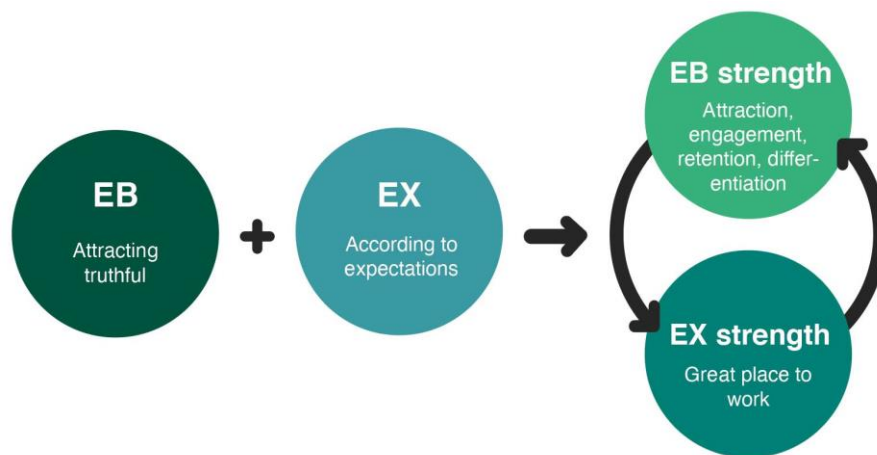 EB
Attracting
truthful
+
EX
According to
expectations
EB strength
Attraction,
engagement,
retention, differ-
entiation
EX strength
Great place to
work